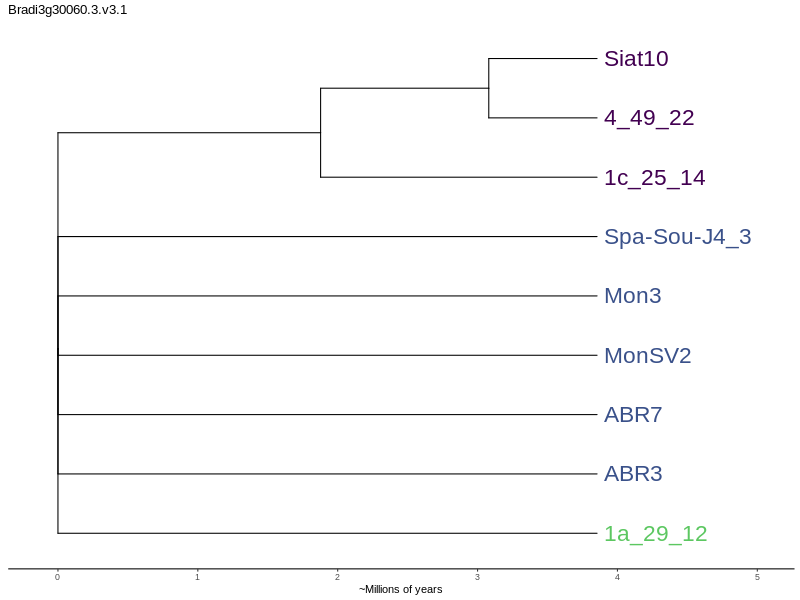 Bradi3g30060.3.v3.1
Siat10
4_49_22
1c_25_14
Spa-Sou-J4_3
Mon3
MonSV2
ABR7
ABR3
1a_29_12
0 1 2 3 4 5
~Millions of years